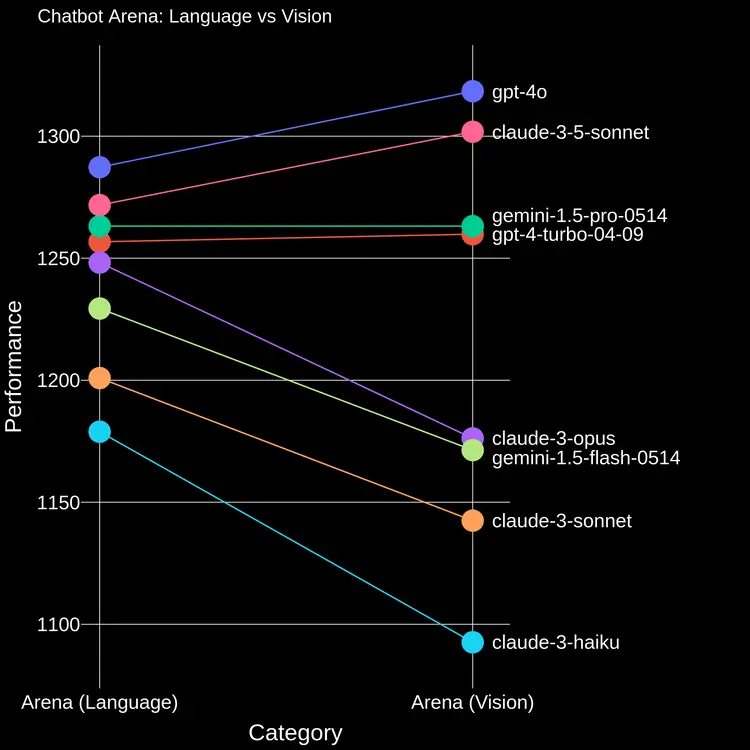 Chatbot Arena: Language vs Vision
gpt-4o
1300
claude-3-5-sonnet
gemini-1.5-pro-0514
gpt-4-turbo-04-09
1250
Performance
1200
claude-3-opus
gemini-1.5-flash-0514
1150
claude-3-sonnet
1100
claude-3-haiku
Arena (Language)
Arena (Vision)
Category